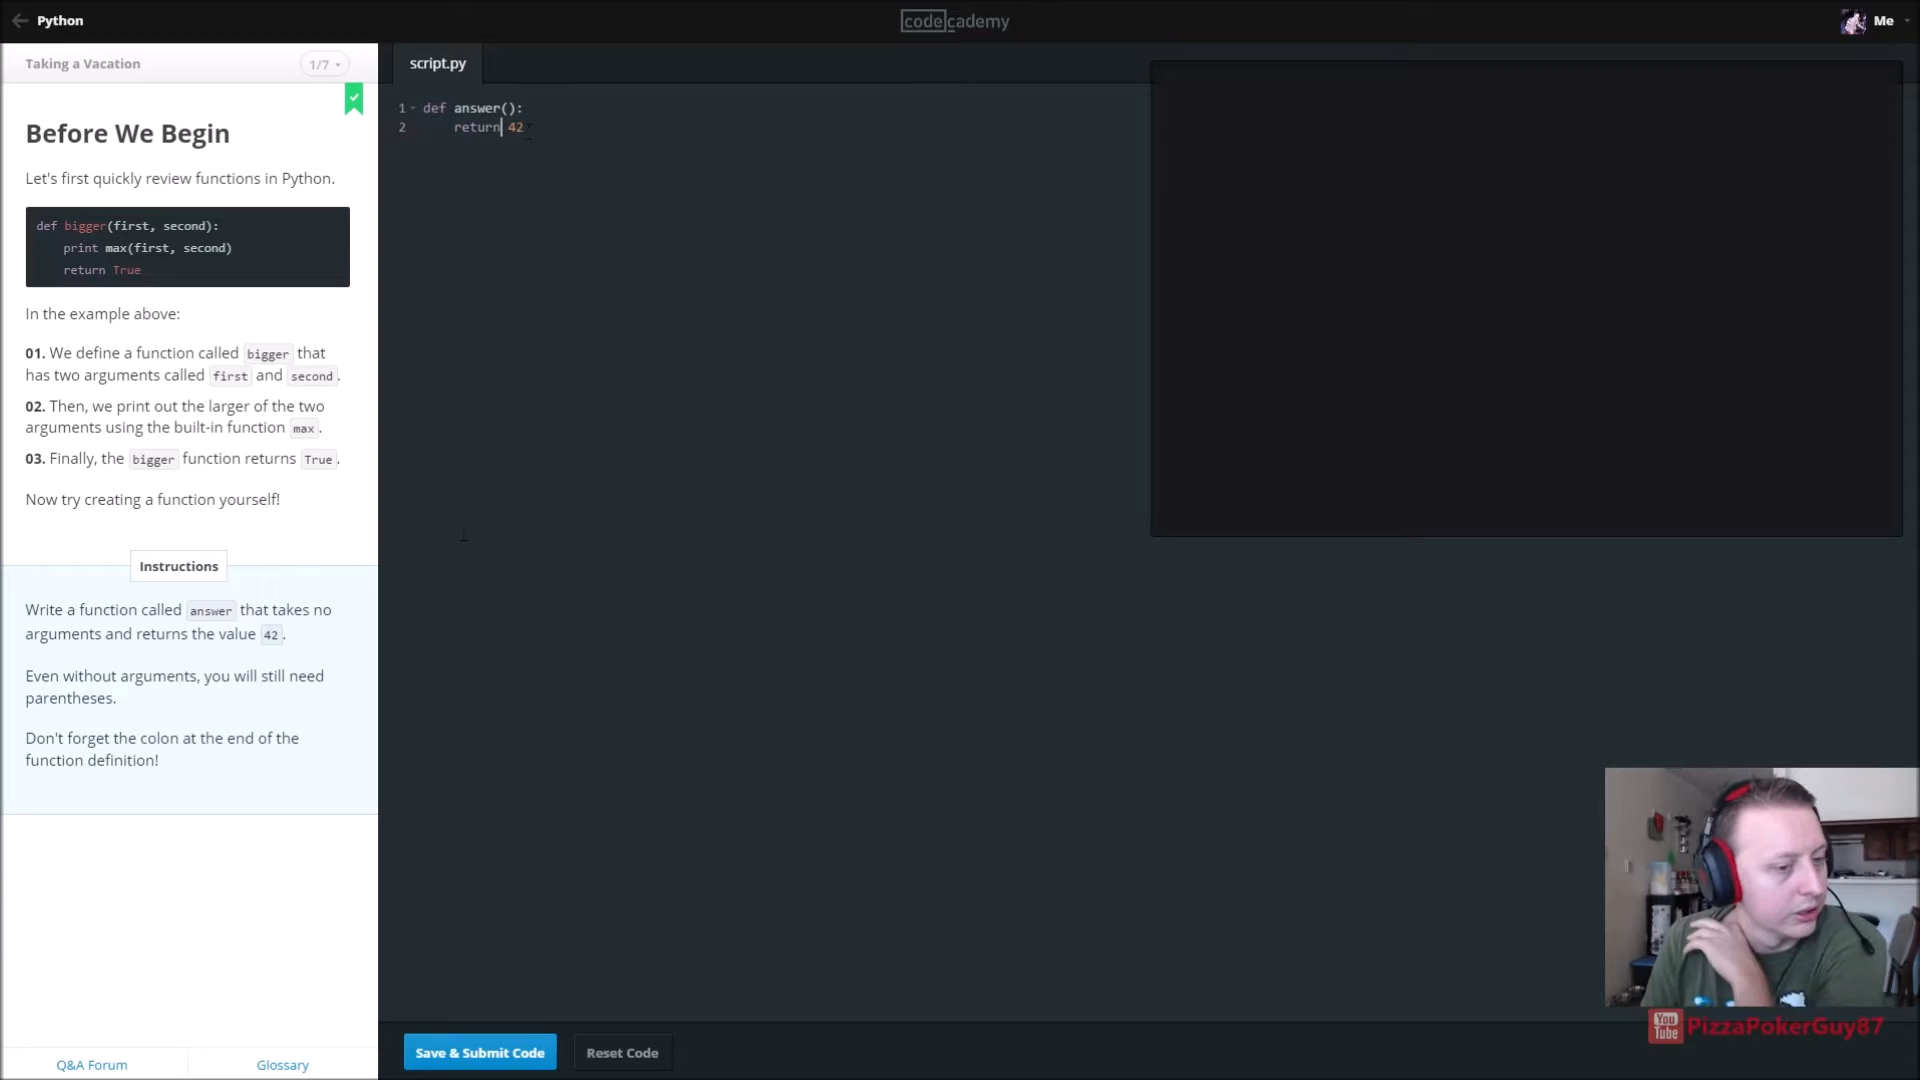 Python
codecademy
Me
Taking a Vacation
1/7
script.py
Before We Begin
Let's first quickly review functions in Python.
def bigger(first, second):
print max(first, second)
return True
In the example above:
01. We define a function called bigger that
has two arguments called first and second.
02. Then, we print out the larger of the two
arguments using the built-in function max.
03. Finally, the bigger function returns True.
Now try creating a function yourself!
Instructions
Write a function called answer that takes no
arguments and returns the value 42.
Even without arguments, you will still need
parentheses.
Don't forget the colon at the end of the
function definition!
Q&A Forum
Glossary
1 def answer():
2 return 42
Save & Submit Code
Reset Code
You Tube PizzaPokerGuy87